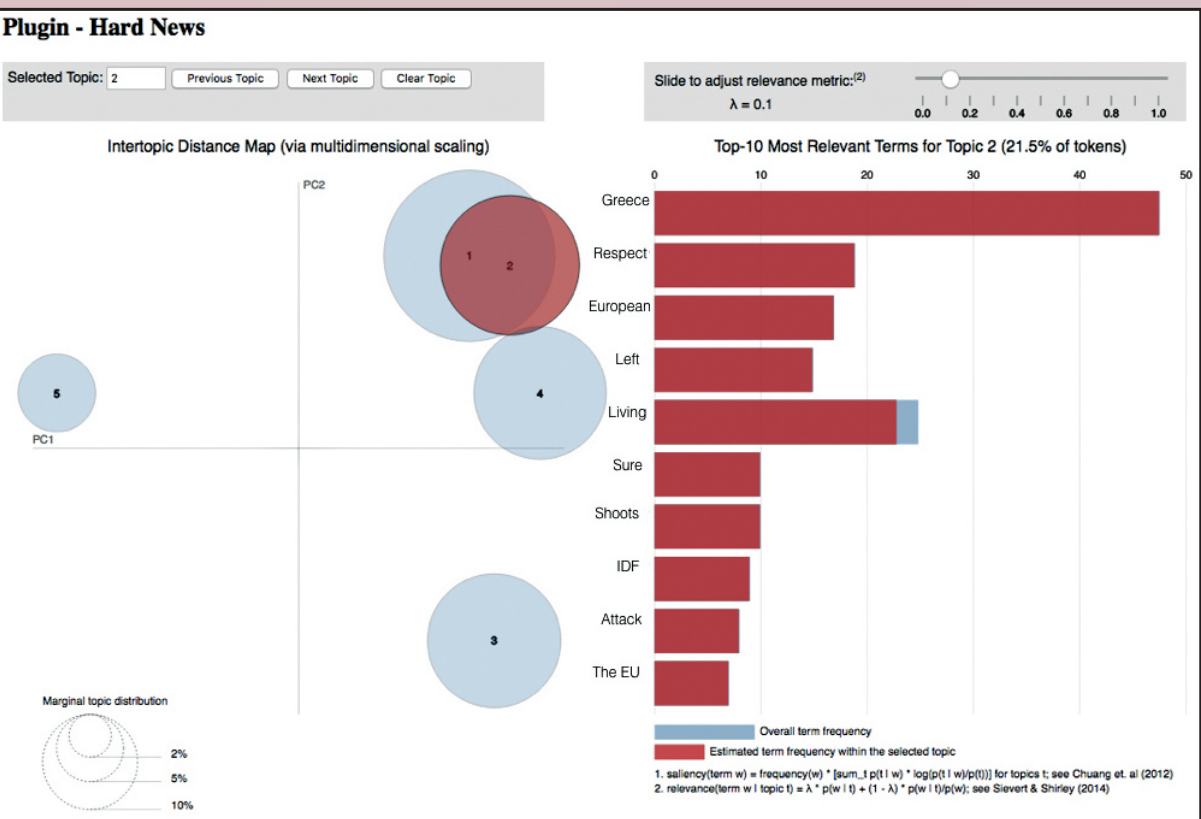 Plugin - Hard News
Selected Topic: 2 Previous Topic Next Topic Clear Topic
Slide to adjust relevance metric:(2)
λ = 0.1
0.0 0.2 0.4 0.6 0.8 1.0
Intertopic Distance Map (via multidimensional scaling)
PC2
1
2
5
4
PC1
3
Marginal topic distribution
2%
5%
10%
Top-10 Most Relevant Terms for Topic 2 (21.5% of tokens)
0 10 20 30 40 50
Greece
Respect
European
Left
Living
Sure
Shoots
IDF
Attack
The EU
Overall term frequency
Estimated term frequency within the selected topic
1. saliency(term w) = frequency(w) * [sum_t p(t | w) * log(p(t | w)/p(t))] for topics t; see Chuang et. al (2012)
2. relevance(term w | topic t) = λ * p(w | t) + (1 - λ) * p(w | t)/p(w); see Sievert & Shirley (2014)